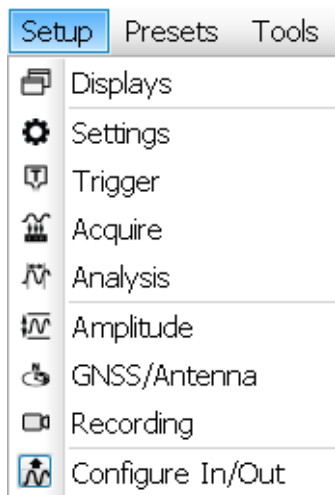 Setup Presets Tools
Displays
Settings
Trigger
Acquire
Analysis
Amplitude
GNSS/Antenna
Recording
Configure In/Out